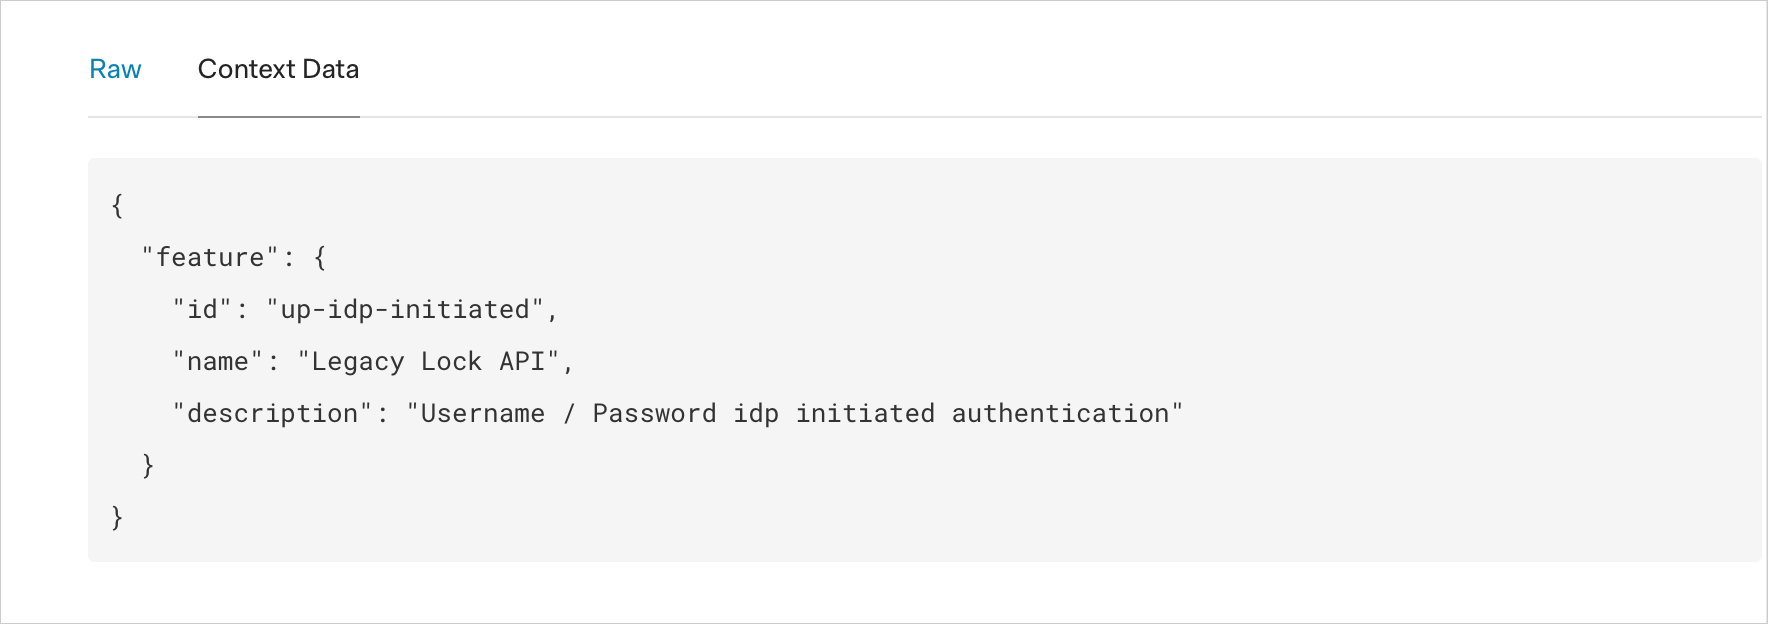 Raw Context Data
{
  "feature": {
    "id": "up-idp-initiated",
    "name": "Legacy Lock API",
    "description": "Username / Password idp initiated authentication"
  }
}